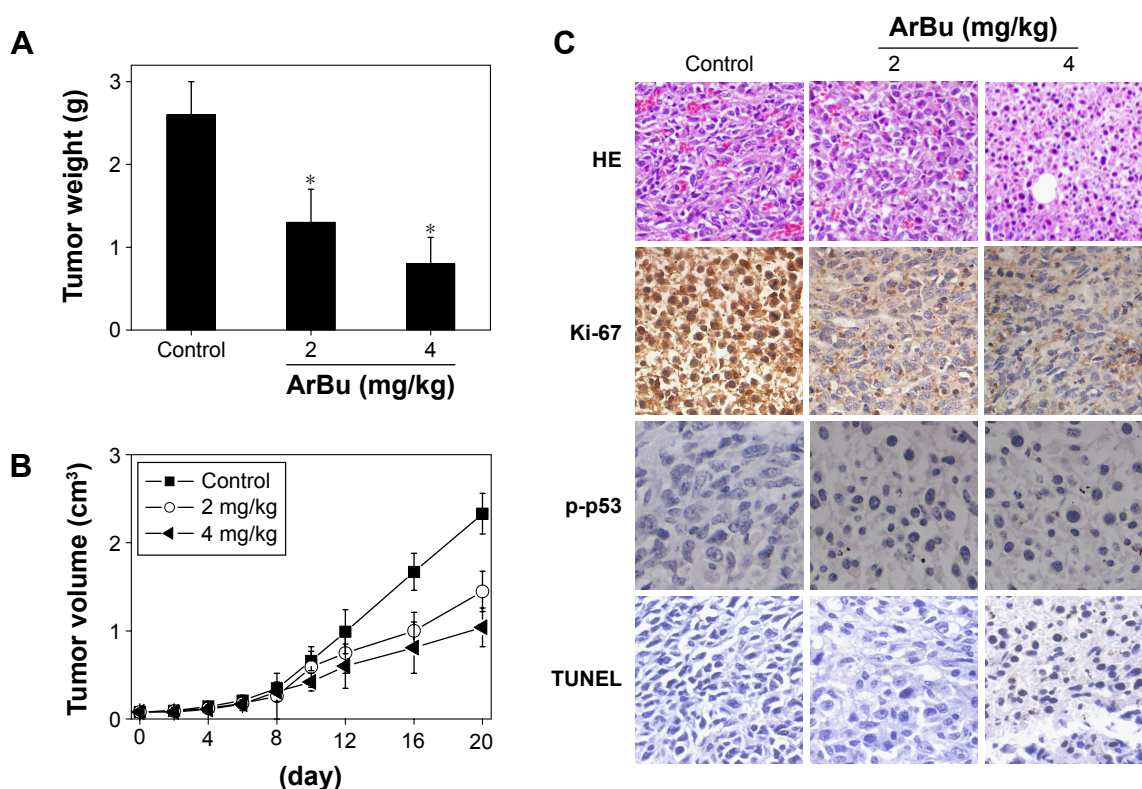 A
Tumor weight (g)
3
2
1
0
*
*
Control
2
4
ArBu (mg/kg)
B
Tumor volume (cm³)
3
2
1
0
Control
2 mg/kg
4 mg/kg
0
4
8
12
16
20
(day)
C
ArBu (mg/kg)
Control
2
4
HE
Ki-67
p-p53
TUNEL